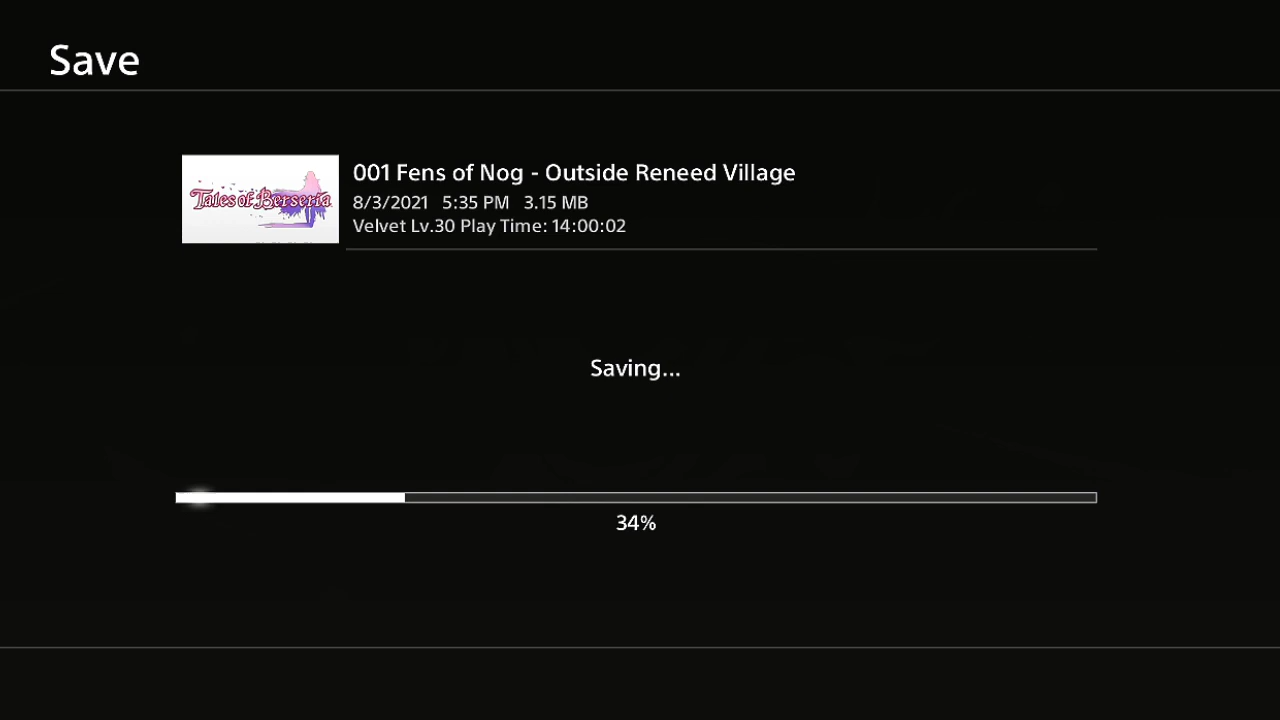 Save
Tales of Berseria
001 Fens of Nog - Outside Reneed Village
8/3/2021 5:35 PM 3.15 MB
Velvet Lv.30 Play Time: 14:00:02
Saving...
34%